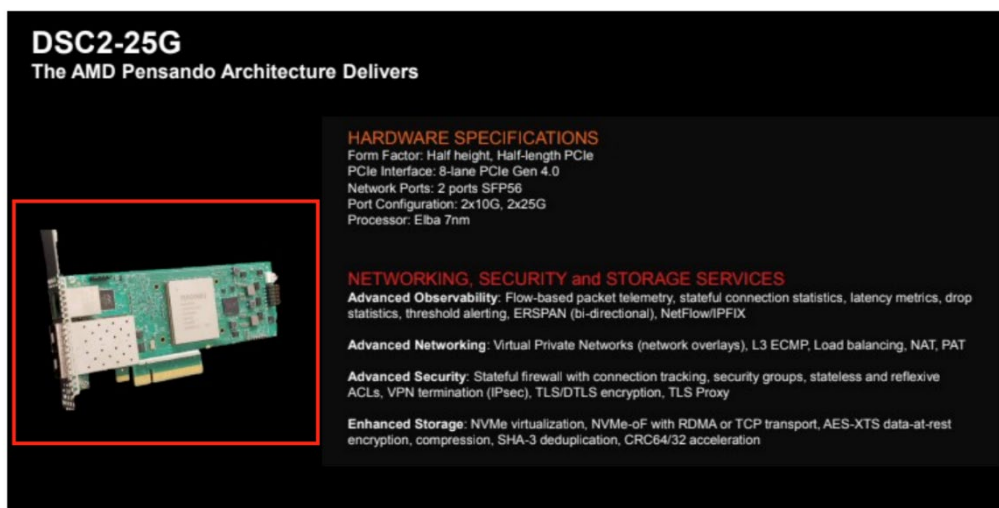 DSC2-25G
The AMD Pensando Architecture Delivers
HARDWARE SPECIFICATIONS
Form Factor: Half height, Half-length PCIe
PCIe Interface: 8-lane PCIe Gen 4.0
Network Ports: 2 ports SFP56
Port Configuration: 2x10G, 2x25G
Processor: Elba 7nm
NETWORKING, SECURITY and STORAGE SERVICES
Advanced Observability: Flow-based packet telemetry, stateful connection statistics, latency metrics, drop
statistics, threshold alerting, ERSPAN (bi-directional), NetFlow/IPFIX
Advanced Networking: Virtual Private Networks (network overlays), L3 ECMP, Load balancing, NAT, PAT
Advanced Security: Stateful firewall with connection tracking, security groups, stateless and reflexive
ACLs, VPN termination (IPsec), TLS/DTLS encryption, TLS Proxy
Enhanced Storage: NVMe virtualization, NVMe-oF with RDMA or TCP transport, AES-XTS data-at-rest
encryption, compression, SHA-3 deduplication, CRC64/32 acceleration